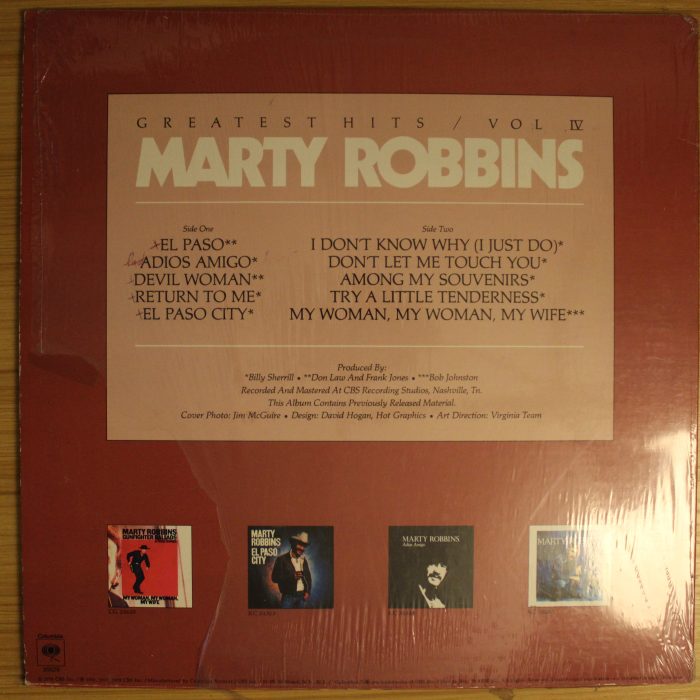 GREATEST HITS / VOL IV
MARTY ROBBINS
Side One
EL PASO**
ADIOS AMIGO*
DEVIL WOMAN**
RETURN TO ME*
EL PASO CITY*
Side Two
I DON'T KNOW WHY (I JUST DO)*
DON'T LET ME TOUCH YOU*
AMONG MY SOUVENIRS*
TRY A LITTLE TENDERNESS*
MY WOMAN, MY WOMAN, MY WIFE***
Produced By:
*Billy Sherrill • **Don Law And Frank Jones • ***Bob Johnston
Recorded And Mastered At CBS Recording Studios, Nashville, Tn.
This Album Contains Previously Released Material.
Cover Photo: Jim McGuire • Design: David Hogan, Hot Graphics • Art Direction: Virginia Team
MARTY ROBBINS
GUNFIGHTER BALLADS
MY WOMAN, MY WOMAN,
MY WIFE
MARTY
ROBBINS
EL PASO
CITY
MARTY ROBBINS
Adios Amigo
MARTY
Columbia